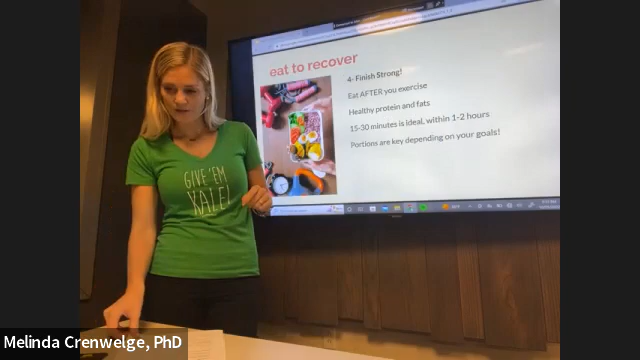 eat to recover
4- Finish Strong!
Eat AFTER you exercise
Healthy protein and fats
15-30 minutes is ideal, within 1-2 hours
Portions are key depending on your goals!
GIVE 'EM
KALE!
Melinda Crenwelge, PhD